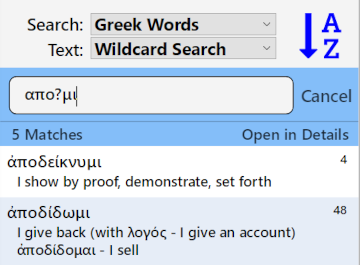 Search: Greek Words
Text: Wildcard Search
A
Z
απο?μι
Cancel
5 Matches Open in Details
ἀποδείκνυμι 4
I show by proof, demonstrate, set forth
ἀποδίδωμι 48
I give back (with λογός - I give an account)
ἀποδίδομαι - I sell